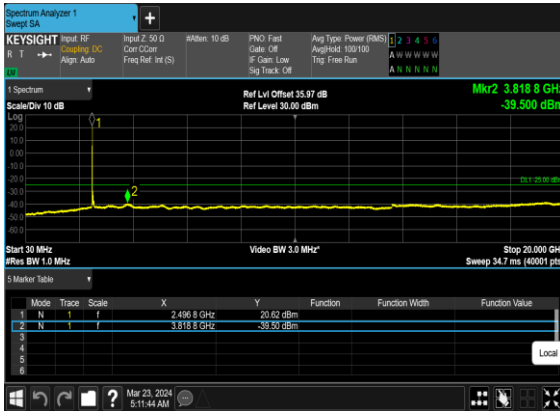 Spectrum Analyzer 1
Swept SA
KEYSIGHT Input: RF Input Z: 50 Ω #Atten: 10 dB PNO: Fast Avg Type: Power (RMS) 1 2 3 4 5 6
R T Coupling: DC Corr CCorr Gate: Off Avg|Hold: 100/100 A W W W W W
Align: Auto Freq Ref: Int (S) IF Gain: Low Trig: Free Run
Sig Track: Off A N N N N N
LXI
1 Spectrum Ref Lvl Offset 35.97 dB Mkr2 3.818 8 GHz
Scale/Div 10 dB Ref Level 30.00 dBm -39.500 dBm
Log
20.0
10.0
0.00
-10.0
-20.0
-30.0
-40.0
-50.0
-60.0
1
2
DL1 -25.00 dBm
Start 30 MHz Video BW 3.0 MHz* Stop 20.000 GHz
#Res BW 1.0 MHz Sweep 34.7 ms (40001 pts)
5 Marker Table
Mode Trace Scale X Y Function Function Width Function Value
1 N 1 f 2.496 8 GHz 20.62 dBm
2 N 1 f 3.818 8 GHz -39.50 dBm
3
4
5
6
Local
? Mar 23, 2024
5:11:44 AM